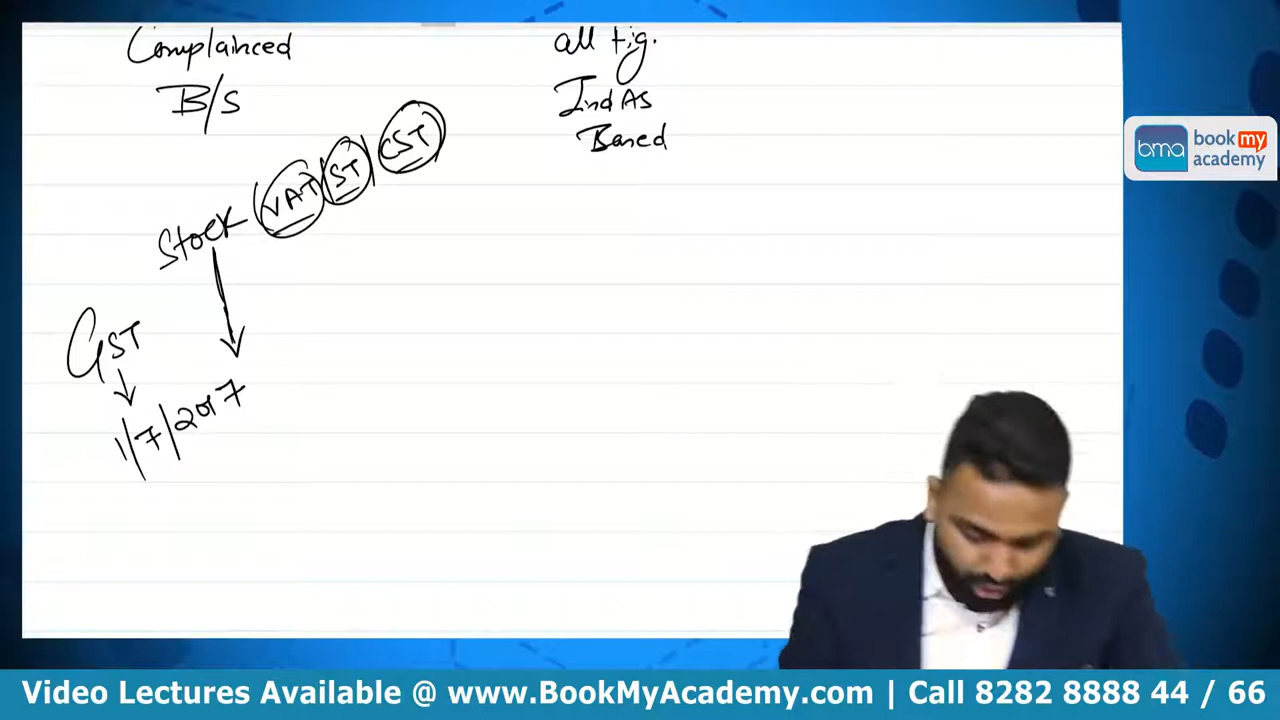 Complainced
B/S
all fig.
Ind AS
Based
Stock (VAT) ST) CST)
GST
1/7/2017
bma book my academy
Video Lectures Available @ www.BookMyAcademy.com | Call 8282 8888 44 / 66